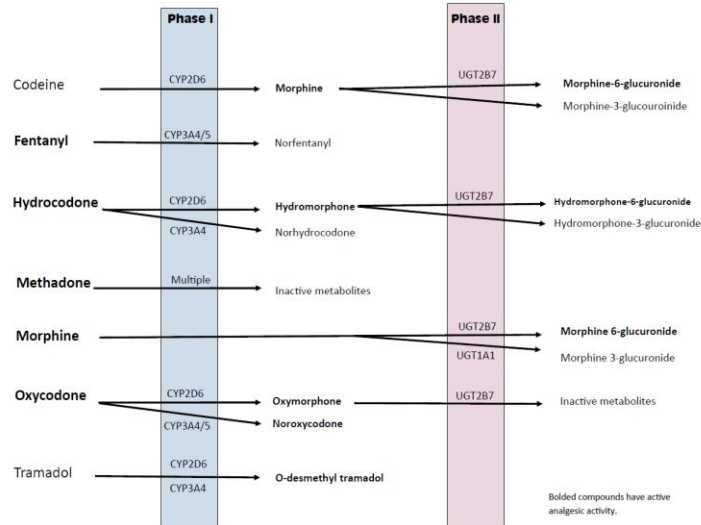 Phase I
Phase II
Codeine
CYP2D6
Morphine
UGT2B7
Morphine-6-glucuronide
Morphine-3-glucouroinide
Fentanyl
CYP3A4/5
Norfentanyl
Hydrocodone
CYP2D6
Hydromorphone
UGT2B7
Hydromorphone-6-glucuronide
CYP3A4
Norhydrocodone
Hydromorphone-3-glucuronide
Methadone
Multiple
Inactive metabolites
Morphine
UGT2B7
Morphine 6-glucuronide
UGT1A1
Morphine 3-glucuronide
Oxycodone
CYP2D6
Oxymorphone
UGT2B7
Inactive metabolites
CYP3A4/5
Noroxycodone
Tramadol
CYP2D6
O-desmethyl tramadol
CYP3A4
Bolded compounds have active
analgesic activity.